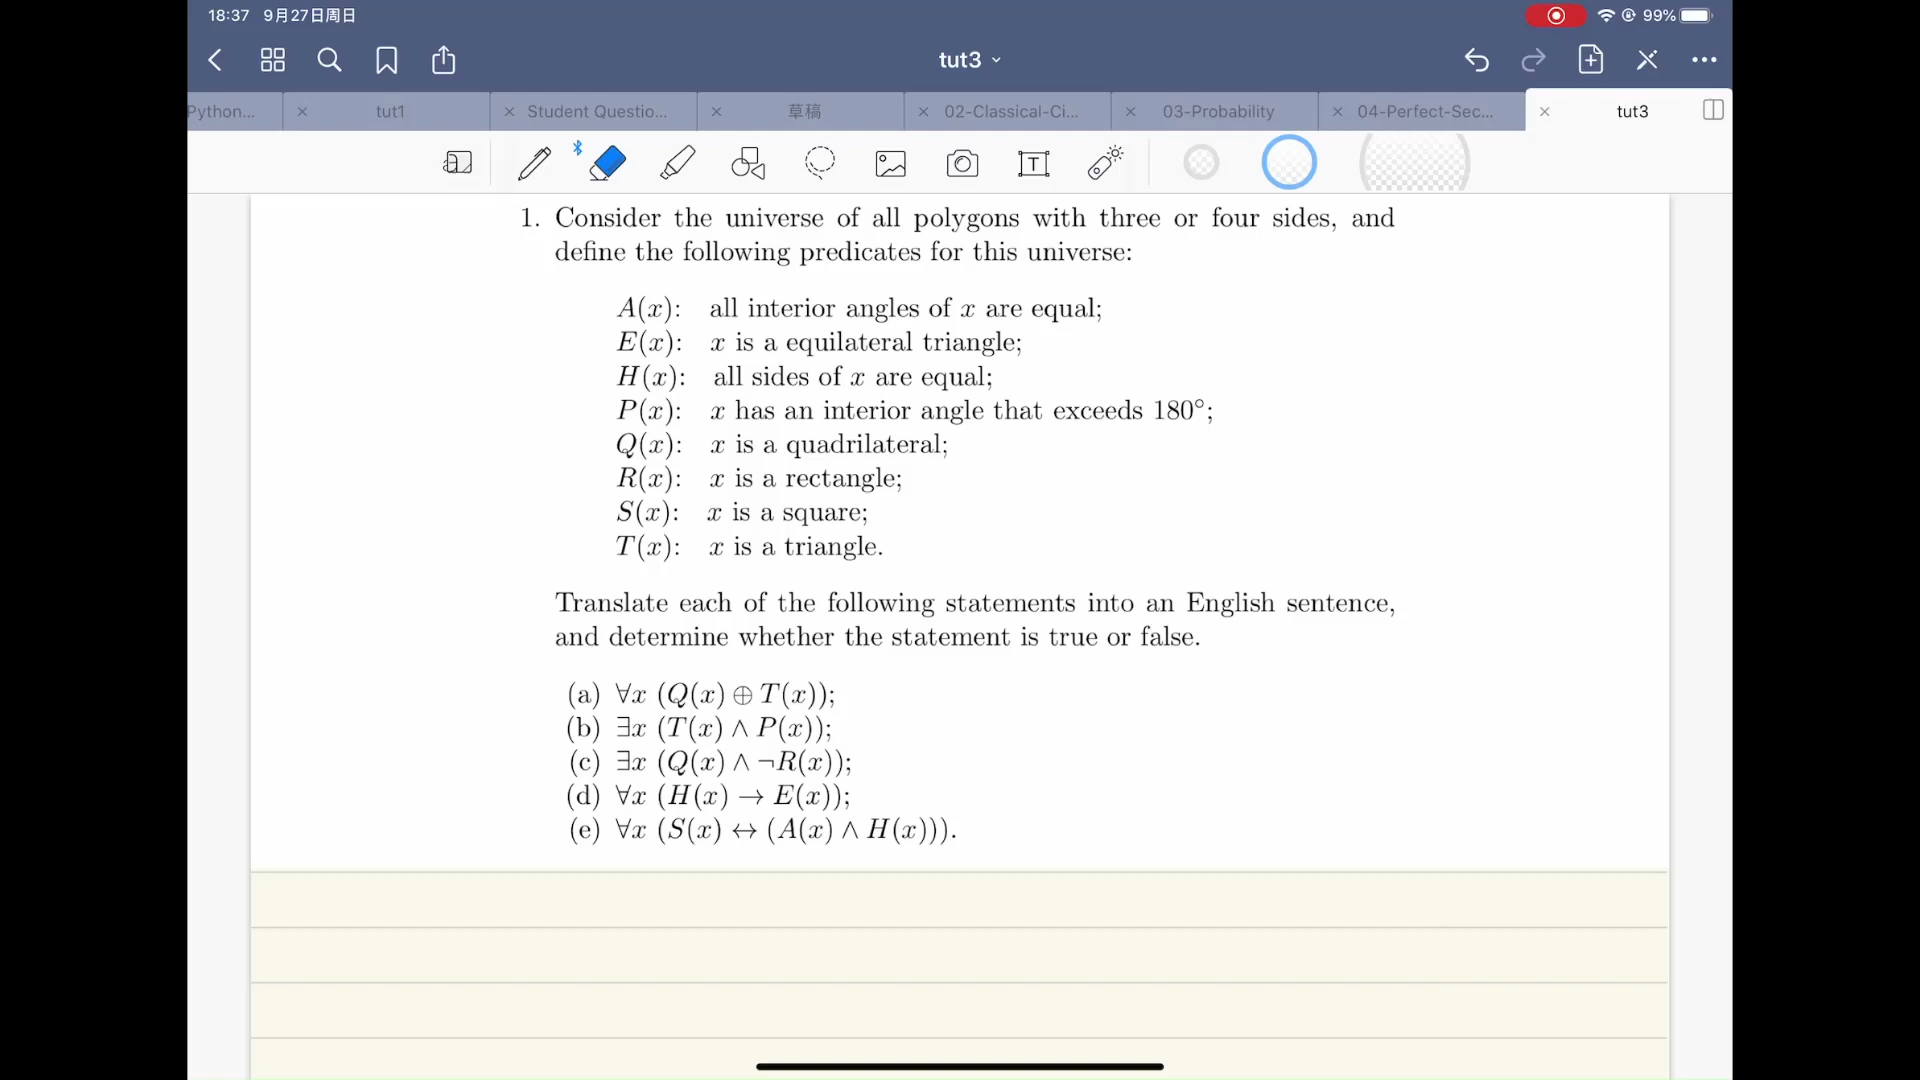 18:37 9月27日周日
99%
tut3
Python...
tut1
Student Questio...
草稿
02-Classical-Ci...
03-Probability
04-Perfect-Sec...
tut3
1. Consider the universe of all polygons with three or four sides, and
define the following predicates for this universe:
A(x): all interior angles of x are equal;
E(x): x is a equilateral triangle;
H(x): all sides of x are equal;
P(x): x has an interior angle that exceeds 180°;
Q(x): x is a quadrilateral;
R(x): x is a rectangle;
S(x): x is a square;
T(x): x is a triangle.
Translate each of the following statements into an English sentence,
and determine whether the statement is true or false.
(a) ∀x (Q(x) ⊕ T(x));
(b) ∃x (T(x) ∧ P(x));
(c) ∃x (Q(x) ∧ ¬R(x));
(d) ∀x (H(x) → E(x));
(e) ∀x (S(x) ↔ (A(x) ∧ H(x))).